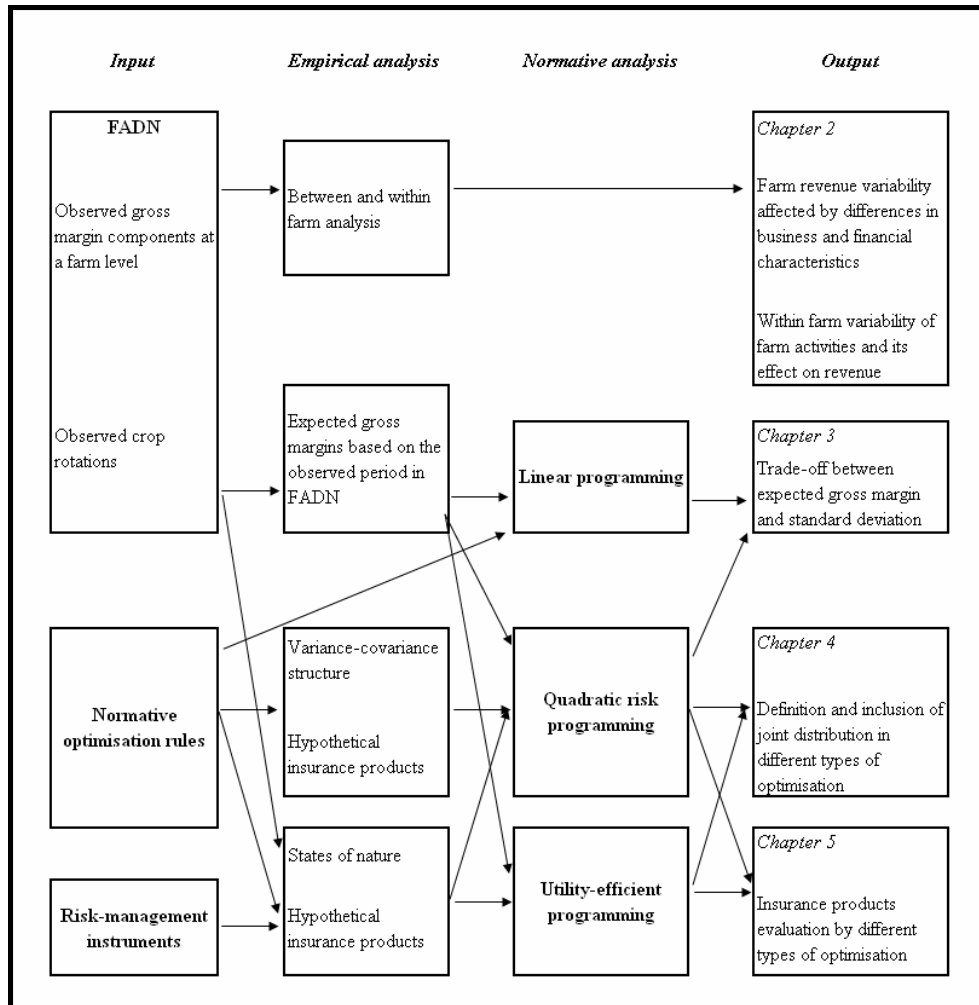 Input
Empirical analysis
Normative analysis
Output
FADN
Observed gross
margin components at
a farm level
Observed crop
rotations
Between and within
farm analysis
Chapter 2
Farm revenue variability
affected by differences in
business and financial
characteristics
Within farm variability of
farm activities and its
effect on revenue
Expected gross
margins based on the
observed period in
FADN
Linear programming
Chapter 3
Trade-off between
expected gross margin
and standard deviation
Normative
optimisation rules
Variance-covariance
structure
Hypothetical
insurance products
Quadratic risk
programming
Chapter 4
Definition and inclusion of
joint distribution in
different types of
optimisation
Risk-management
instruments
States of nature
Hypothetical
insurance products
Utility-efficient
programming
Chapter 5
Insurance products
evaluation by different
types of optimisation